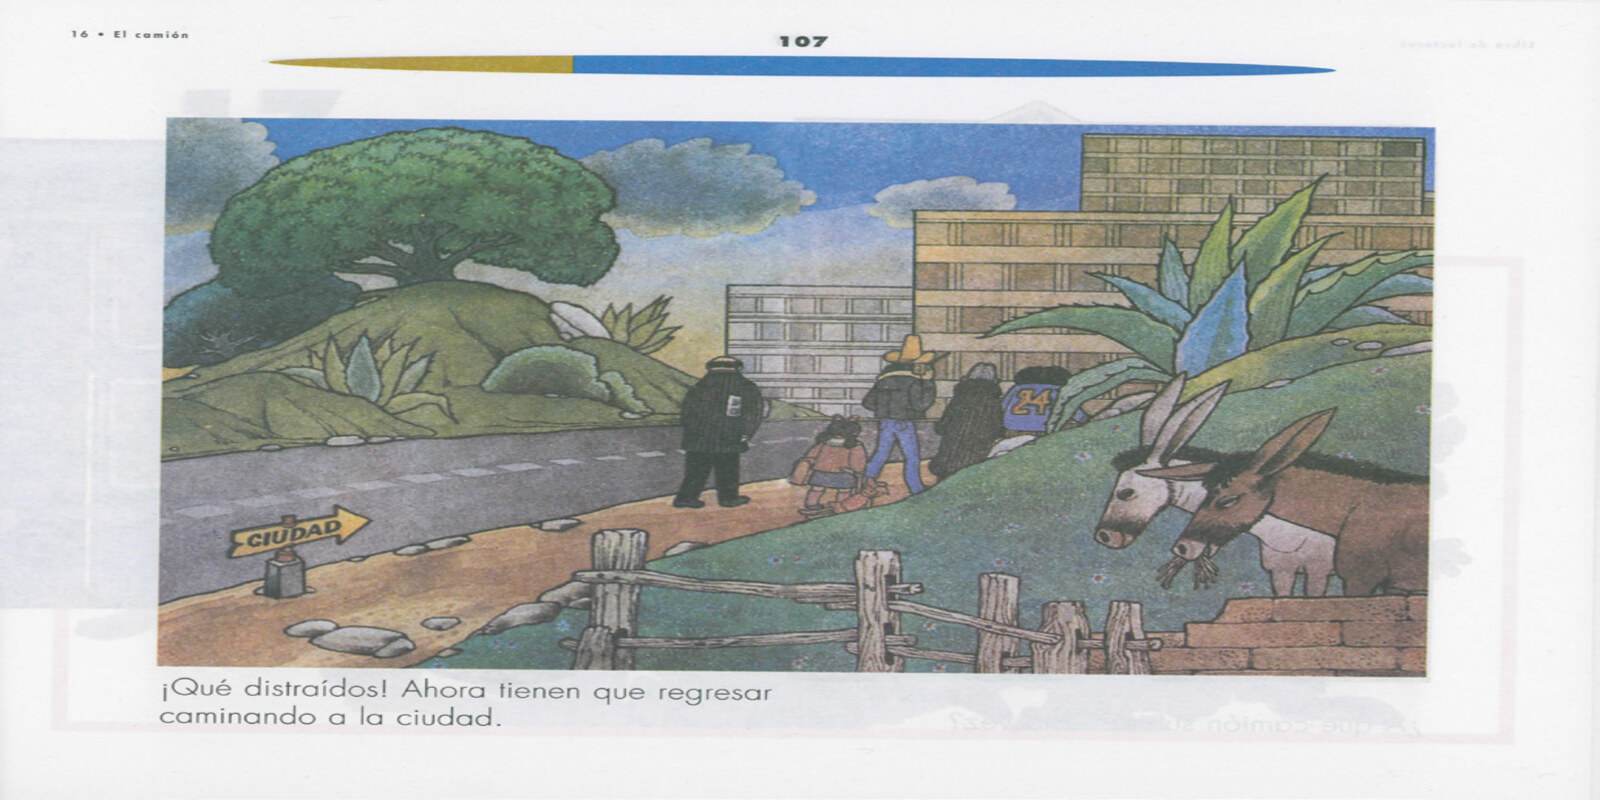 16 • El camión
107
24
CIUDAD
¡Qué distraídos! Ahora tienen que regresar
caminando a la ciudad.